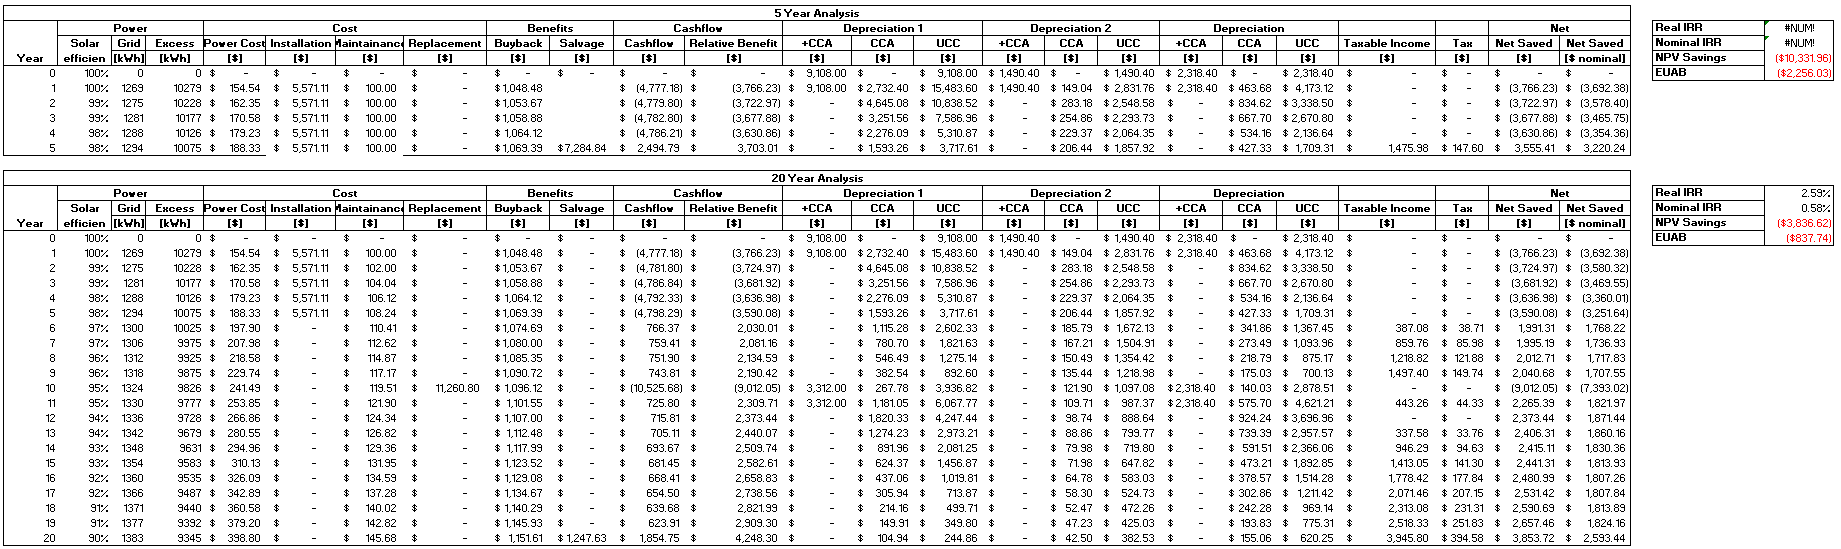 5 Year Analysis
Power Cost Benefits Cashflow Depreciation 1 Depreciation 2 Depreciation Net
Solar Grid Excess Power Cost Installation Maintainance Replacement Buyback Salvage Cashflow Relative Benefit +CCA CCA UCC +CCA CCA UCC +CCA CCA UCC Taxable Income Tax Net Saved Net Saved
Year efficien [kWh] [kWh] [$] [$] [$] [$] [$] [$] [$] [$] [$] [$] [$] [$] [$] [$] [$] [$] [$] [$] [$] [$] [$ nominal]
0 100% 0 0 $ - $ - $ - $ - $ - $ - $ - $ - $ 9,108.00 $ - $ 9,108.00 $ 1,490.40 $ - $ 1,490.40 $ 2,318.40 $ - $ 2,318.40 $ - $ - $ - $ -
1 100% 1269 10279 $ 154.54 $ 5,571.11 $ 100.00 $ - $ 1,048.48 $ (4,777.18) $ (3,766.23) $ 9,108.00 $ 2,732.40 $ 15,483.60 $ 1,490.40 $ 149.04 $ 2,831.76 $ 2,318.40 $ 463.68 $ 4,173.12 $ - $ - $ (3,766.23) $ (3,692.38)
2 99% 1275 10228 $ 162.35 $ 5,571.11 $ 100.00 $ - $ 1,053.67 $ (4,779.80) $ (3,722.97) $ - $ 4,645.08 $ 10,838.52 $ - $ 283.18 $ 2,548.58 $ - $ 834.62 $ 3,338.50 $ - $ - $ (3,722.97) $ (3,578.40)
3 99% 1281 10177 $ 170.58 $ 5,571.11 $ 100.00 $ - $ 1,058.88 $ (4,782.80) $ (3,677.88) $ - $ 3,251.56 $ 7,586.96 $ - $ 254.86 $ 2,293.73 $ - $ 667.70 $ 2,670.80 $ - $ - $ (3,677.88) $ (3,465.75)
4 98% 1288 10126 $ 179.23 $ 5,571.11 $ 100.00 $ - $ 1,064.12 $ (4,786.21) $ (3,630.86) $ - $ 2,276.09 $ 5,310.87 $ - $ 229.37 $ 2,064.35 $ - $ 534.16 $ 2,136.64 $ - $ - $ (3,630.86) $ (3,354.36)
5 98% 1294 10075 $ 188.33 $ 5,571.11 $ 100.00 $ - $ 1,069.39 $ 7,284.84 $ 2,494.79 $ 3,703.01 $ - $ 1,593.26 $ 3,717.61 $ - $ 206.44 $ 1,857.92 $ - $ 427.33 $ 1,709.31 $ 1,475.98 $ 147.60 $ 3,555.41 $ 3,220.24
Real IRR #NUM!
Nominal IRR #NUM!
NPV Savings ($10,331.96)
EUAB ($2,256.03)
20 Year Analysis
Power Cost Benefits Cashflow Depreciation 1 Depreciation 2 Depreciation Net
Solar Grid Excess Power Cost Installation Maintainance Replacement Buyback Salvage Cashflow Relative Benefit +CCA CCA UCC +CCA CCA UCC +CCA CCA UCC Taxable Income Tax Net Saved Net Saved
Year efficien [kWh] [kWh] [$] [$] [$] [$] [$] [$] [$] [$] [$] [$] [$] [$] [$] [$] [$] [$] [$] [$] [$] [$] [$ nominal]
0 100% 0 0 $ - $ - $ - $ - $ - $ - $ - $ - $ 9,108.00 $ - $ 9,108.00 $ 1,490.40 $ - $ 1,490.40 $ 2,318.40 $ - $ 2,318.40 $ - $ - $ - $ -
1 100% 1269 10279 $ 154.54 $ 5,571.11 $ 100.00 $ - $ 1,048.48 $ - $ (4,777.18) $ (3,766.23) $ 9,108.00 $ 2,732.40 $ 15,483.60 $ 1,490.40 $ 149.04 $ 2,831.76 $ 2,318.40 $ 463.68 $ 4,173.12 $ - $ - $ (3,766.23) $ (3,692.38)
2 99% 1275 10228 $ 162.35 $ 5,571.11 $ 102.00 $ - $ 1,053.67 $ - $ (4,781.80) $ (3,724.97) $ - $ 4,645.08 $ 10,838.52 $ - $ 283.18 $ 2,548.58 $ - $ 834.62 $ 3,338.50 $ - $ - $ (3,724.97) $ (3,580.32)
3 99% 1281 10177 $ 170.58 $ 5,571.11 $ 104.04 $ - $ 1,058.88 $ - $ (4,786.84) $ (3,681.92) $ - $ 3,251.56 $ 7,586.96 $ - $ 254.86 $ 2,293.73 $ - $ 667.70 $ 2,670.80 $ - $ - $ (3,681.92) $ (3,469.55)
4 98% 1288 10126 $ 179.23 $ 5,571.11 $ 106.12 $ - $ 1,064.12 $ - $ (4,792.33) $ (3,636.98) $ - $ 2,276.09 $ 5,310.87 $ - $ 229.37 $ 2,064.35 $ - $ 534.16 $ 2,136.64 $ - $ - $ (3,636.98) $ (3,360.01)
5 98% 1294 10075 $ 188.33 $ 5,571.11 $ 108.24 $ - $ 1,069.39 $ - $ (4,798.29) $ (3,590.08) $ - $ 1,593.26 $ 3,717.61 $ - $ 206.44 $ 1,857.92 $ - $ 427.33 $ 1,709.31 $ - $ - $ (3,590.08) $ (3,251.64)
6 97% 1300 10025 $ 197.90 $ - $ 110.41 $ - $ 1,074.69 $ - $ 766.37 $ 2,030.01 $ - $ 1,115.28 $ 2,602.33 $ - $ 185.79 $ 1,672.13 $ - $ 341.86 $ 1,367.45 $ 387.08 $ 38.71 $ 1,991.31 $ 1,768.22
7 97% 1306 9975 $ 207.98 $ - $ 112.62 $ - $ 1,080.00 $ - $ 759.41 $ 2,081.16 $ - $ 780.70 $ 1,821.63 $ - $ 167.21 $ 1,504.91 $ - $ 273.49 $ 1,093.96 $ 859.76 $ 85.98 $ 1,995.19 $ 1,736.93
8 96% 1312 9925 $ 218.58 $ - $ 114.87 $ - $ 1,085.35 $ - $ 751.90 $ 2,134.59 $ - $ 546.49 $ 1,275.14 $ - $ 150.49 $ 1,354.42 $ - $ 218.79 $ 875.17 $ 1,218.82 $ 121.88 $ 2,012.71 $ 1,717.83
9 96% 1318 9875 $ 229.74 $ - $ 117.17 $ - $ 1,090.72 $ - $ 743.81 $ 2,190.42 $ - $ 382.54 $ 892.60 $ - $ 135.44 $ 1,218.98 $ - $ 175.03 $ 700.13 $ 1,497.40 $ 149.74 $ 2,040.68 $ 1,707.55
10 95% 1324 9826 $ 241.49 $ - $ 119.51 $ 11,260.80 $ 1,096.12 $ - $ (10,525.68) $ (9,012.05) $ 3,312.00 $ 267.78 $ 3,936.82 $ - $ 121.90 $ 1,097.08 $ 2,318.40 $ 140.03 $ 2,878.51 $ - $ - $ (9,012.05) $ (7,393.02)
11 95% 1330 9777 $ 253.85 $ - $ 121.90 $ - $ 1,101.55 $ - $ 725.80 $ 2,309.71 $ 3,312.00 $ 1,181.05 $ 6,067.77 $ - $ 109.71 $ 987.37 $ 2,318.40 $ 575.70 $ 4,621.21 $ 443.26 $ 44.33 $ 2,265.39 $ 1,821.97
12 94% 1336 9728 $ 266.86 $ - $ 124.34 $ - $ 1,107.00 $ - $ 715.81 $ 2,373.44 $ - $ 1,820.33 $ 4,247.44 $ - $ 98.74 $ 888.64 $ - $ 924.24 $ 3,696.96 $ - $ - $ 2,373.44 $ 1,871.44
13 94% 1342 9679 $ 280.55 $ - $ 126.82 $ - $ 1,112.48 $ - $ 705.11 $ 2,440.07 $ - $ 1,274.23 $ 2,973.21 $ - $ 88.86 $ 799.77 $ - $ 739.39 $ 2,957.57 $ 337.58 $ 33.76 $ 2,406.31 $ 1,860.16
14 93% 1348 9631 $ 294.96 $ - $ 129.36 $ - $ 1,117.99 $ - $ 693.67 $ 2,509.74 $ - $ 891.96 $ 2,081.25 $ - $ 79.98 $ 719.80 $ - $ 591.51 $ 2,366.06 $ 946.29 $ 94.63 $ 2,415.11 $ 1,830.36
15 93% 1354 9583 $ 310.13 $ - $ 131.95 $ - $ 1,123.52 $ - $ 681.45 $ 2,582.61 $ - $ 624.37 $ 1,456.87 $ - $ 71.98 $ 647.82 $ - $ 473.21 $ 1,892.85 $ 1,413.05 $ 141.30 $ 2,441.31 $ 1,813.93
16 92% 1360 9535 $ 326.09 $ - $ 134.59 $ - $ 1,129.08 $ - $ 668.41 $ 2,658.83 $ - $ 437.06 $ 1,019.81 $ - $ 64.78 $ 583.03 $ - $ 378.57 $ 1,514.28 $ 1,778.42 $ 177.84 $ 2,480.99 $ 1,807.26
17 92% 1366 9487 $ 342.89 $ - $ 137.28 $ - $ 1,134.67 $ - $ 654.50 $ 2,738.56 $ - $ 305.94 $ 713.87 $ - $ 58.30 $ 524.73 $ - $ 302.86 $ 1,211.42 $ 2,071.46 $ 207.15 $ 2,531.42 $ 1,807.84
18 91% 1371 9440 $ 360.58 $ - $ 140.02 $ - $ 1,140.29 $ - $ 639.68 $ 2,821.99 $ - $ 214.16 $ 499.71 $ - $ 52.47 $ 472.26 $ - $ 242.28 $ 969.14 $ 2,313.08 $ 231.31 $ 2,590.69 $ 1,813.89
19 91% 1377 9392 $ 379.20 $ - $ 142.82 $ - $ 1,145.93 $ - $ 623.91 $ 2,909.30 $ - $ 149.91 $ 349.80 $ - $ 47.23 $ 425.03 $ - $ 193.83 $ 775.31 $ 2,518.33 $ 251.83 $ 2,657.46 $ 1,824.16
20 90% 1383 9345 $ 398.80 $ - $ 145.68 $ - $ 1,151.61 $ 1,247.63 $ 1,854.75 $ 4,248.30 $ - $ 104.94 $ 244.86 $ - $ 42.50 $ 382.53 $ - $ 155.06 $ 620.25 $ 3,945.80 $ 394.58 $ 3,853.72 $ 2,593.44
Real IRR 2.59%
Nominal IRR 0.58%
NPV Savings ($3,836.62)
EUAB ($837.74)